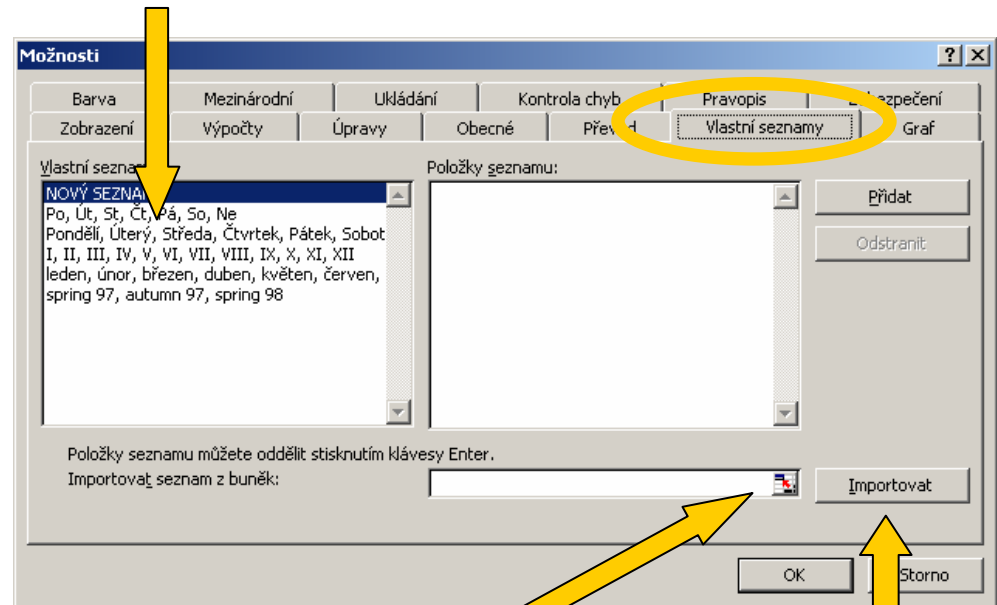 Možnosti
Barva Mezinárodní Ukládání Kontrola chyb Pravopis
Zobrazení Výpočty Úpravy Obecné Vlastní seznamy Graf
Vlastní
Položky seznamu:
NOVÝ
Po, Út, St, Čt, Pá, So, Ne
Pondělí, Úterý, Středa, Čtvrtek, Pátek, Sobot
I, II, III, IV, V, VI, VII, VIII, IX, X, XI, XII
leden, únor, březen, duben, květen, červen,
spring 97, autumn 97, spring 98
Přidat
Odstranit
Položky seznamu můžete oddělit stisknutím klávesy Enter.
Importovat seznam z buněk:
Importovat
OK
Storno